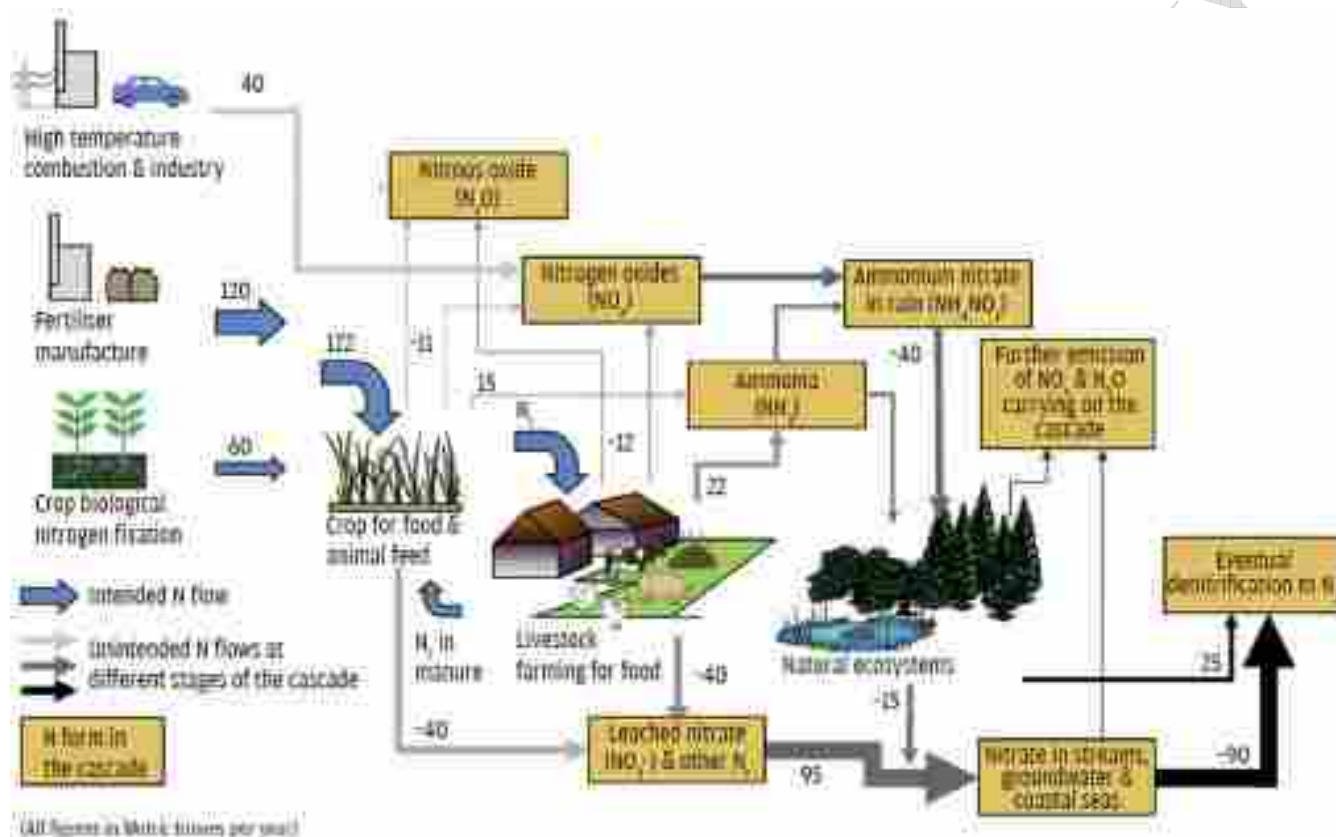 40
High temperature
combustion & industry
Nitrous oxide
(N₂O)
Nitrogen oxides
(NOₓ)
Ammonium nitrate
in rain (NH₄NO₃)
120
Fertiliser
manufacture
172
~11
15
Ammonia
(NH₃)
~40
Further emission
of NOₓ & N₂O
carrying on the
cascade
60
Crop biological
nitrogen fixation
~12
22
Crop for food &
animal feed
Eventual
denitrification to N
Intended N flow
Unintended N flows at
different stages of the cascade
Nᵣ in
manure
Livestock
farming for food
Natural ecosystems
~40
~15
25
N form in
the cascade
~40
Leached nitrate
(NO₃⁻) & other Nᵣ
95
Nitrate in streams,
groundwater &
coastal seas
~90
(All figures in Metric tonnes per year)